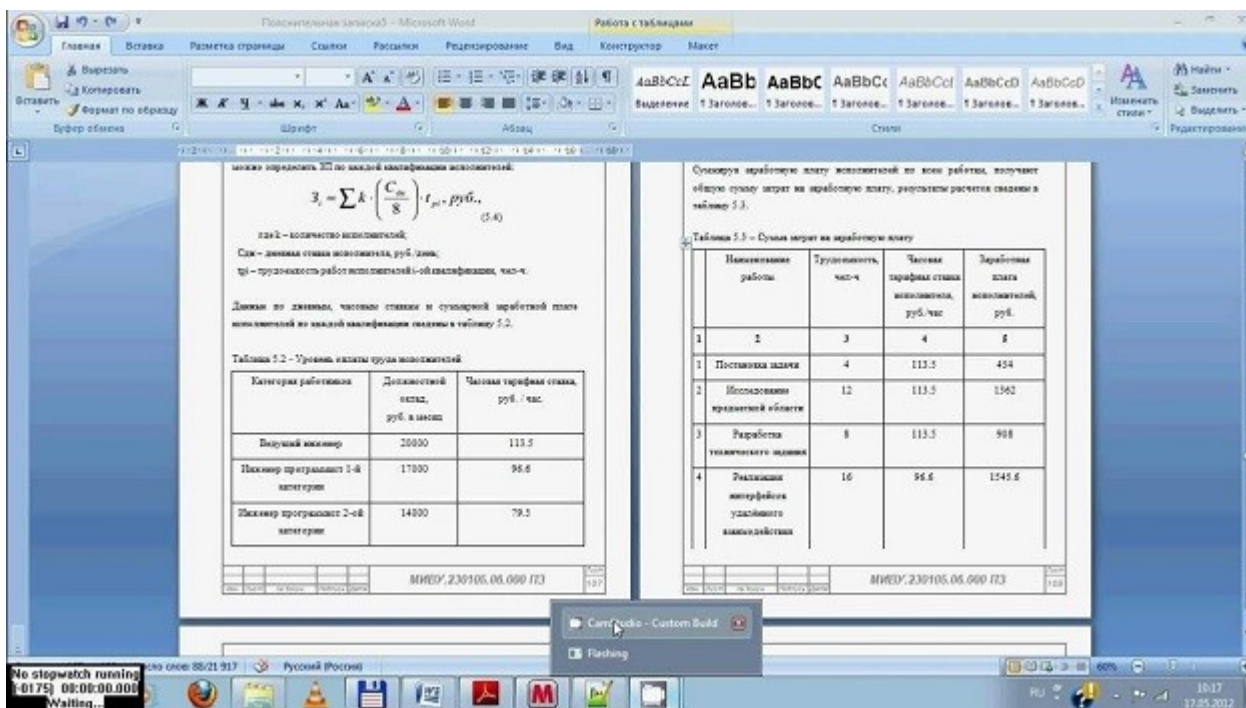 Пояснительная записка5 - Microsoft Word
Работа с таблицами
Главная Вставка Разметка страницы Ссылки Рассылки Рецензирование Вид Конструктор Макет
Вставить
Вырезать
Копировать
Формат по образцу
Буфер обмена
Шрифт
Абзац
AaBbCcI AaBb AaBbC AaBbCc AaBbCcI AaBbCcD AaBbCcD
Выделение 1 Заголов... 1 Заголов... 1 Заголов... 1 Заголов... 1 Заголов... 1 Заголов...
Стили
Изменить стили
Найти
Заменить
Выделить
Редактирование
можно определить ЗП по каждой квалификации исполнителей:
(5.4)
где k – количество исполнителей;
Сдн – дневная ставка исполнителя, руб./день;
tpi – трудоемкость работ исполнителей i-ой квалификации, чел-ч.
Данные по дневным, часовым ставкам и суммарной заработной плате
исполнителей по каждой квалификации сведены в таблицу 5.2.
Таблица 5.2 – Уровень оплаты труда исполнителей
Категория работников Должностной оклад, руб. в месяц Часовая тарифная ставка, руб. / час.
Ведущий инженер 20000 113.5
Инженер программист 1-й категории 17000 96.6
Инженер программист 2-ой категории 14000 79.5
МИЕУ.230105.06.000 ПЗ
107
Суммируя заработную плату исполнителей по всем работам, получают
общую сумму затрат на заработную плату, результаты расчетов сведены в
таблицу 5.3.
Таблица 5.3 – Сумма затрат на заработную плату
Наименование работы Трудоемкость, чел-ч Часовая тарифная ставка исполнителя, руб./час Заработная плата исполнителей, руб.
1 2 3 4 5
1 Постановка задачи 4 113.5 454
2 Исследование предметной области 12 113.5 1362
3 Разработка технического задания 8 113.5 908
4 Реализация интерфейсов удалённого взаимодействия 16 96.6 1545.6
МИЕУ.230105.06.000 ПЗ
108
CamStudio - Custom Build
Flashing
число слов: 88/21 917 Русский (Россия)
60%
No stopwatch running
(-0175) 00:00:00.000
Waiting...
RU
10:17
17.05.2012